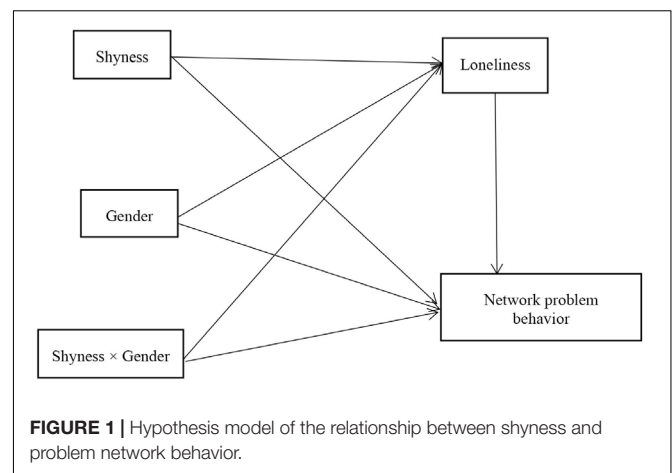 Shyness
Loneliness
Gender
Network problem
behavior
Shyness × Gender
FIGURE 1 | Hypothesis model of the relationship between shyness and
problem network behavior.